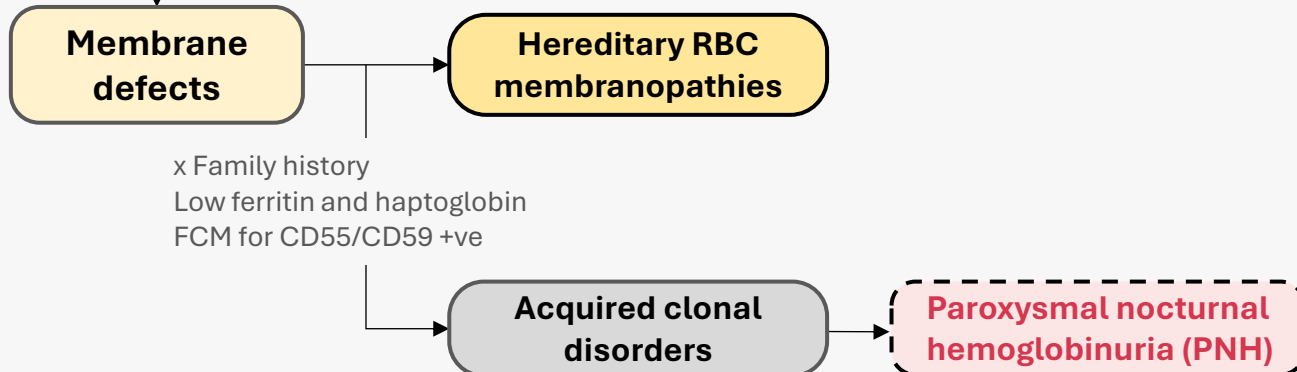 Membrane
defects
Hereditary RBC
membranopathies
x Family history
Low ferritin and haptoglobin
FCM for CD55/CD59 +ve
Acquired clonal
disorders
Paroxysmal nocturnal
hemoglobinuria (PNH)